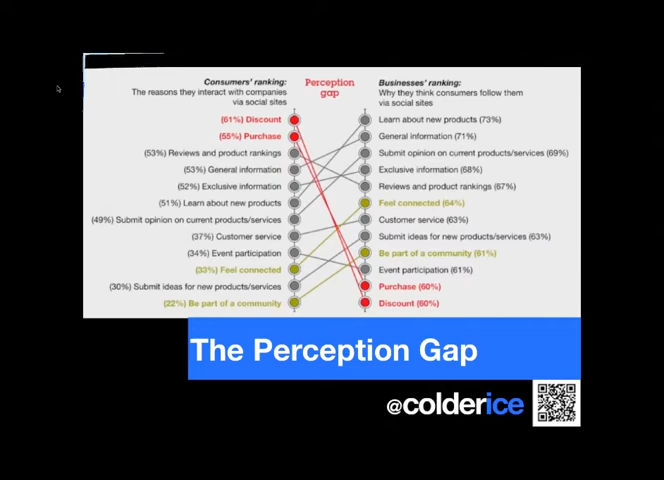 Consumers' ranking:
The reasons they interact with companies
via social sites
Perception
gap
Businesses' ranking:
Why they think consumers follow them
via social sites
(61%) Discount
(55%) Purchase
(53%) Reviews and product rankings
(53%) General information
(52%) Exclusive information
(51%) Learn about new products
(49%) Submit opinion on current products/services
(37%) Customer service
(34%) Event participation
(33%) Feel connected
(30%) Submit ideas for new products/services
(22%) Be part of a community
Learn about new products (73%)
General information (71%)
Submit opinion on current products/services (69%)
Exclusive information (68%)
Reviews and product rankings (67%)
Feel connected (64%)
Customer service (63%)
Submit ideas for new products/services (63%)
Be part of a community (61%)
Event participation (61%)
Purchase (60%)
Discount (60%)
The Perception Gap
@colderice